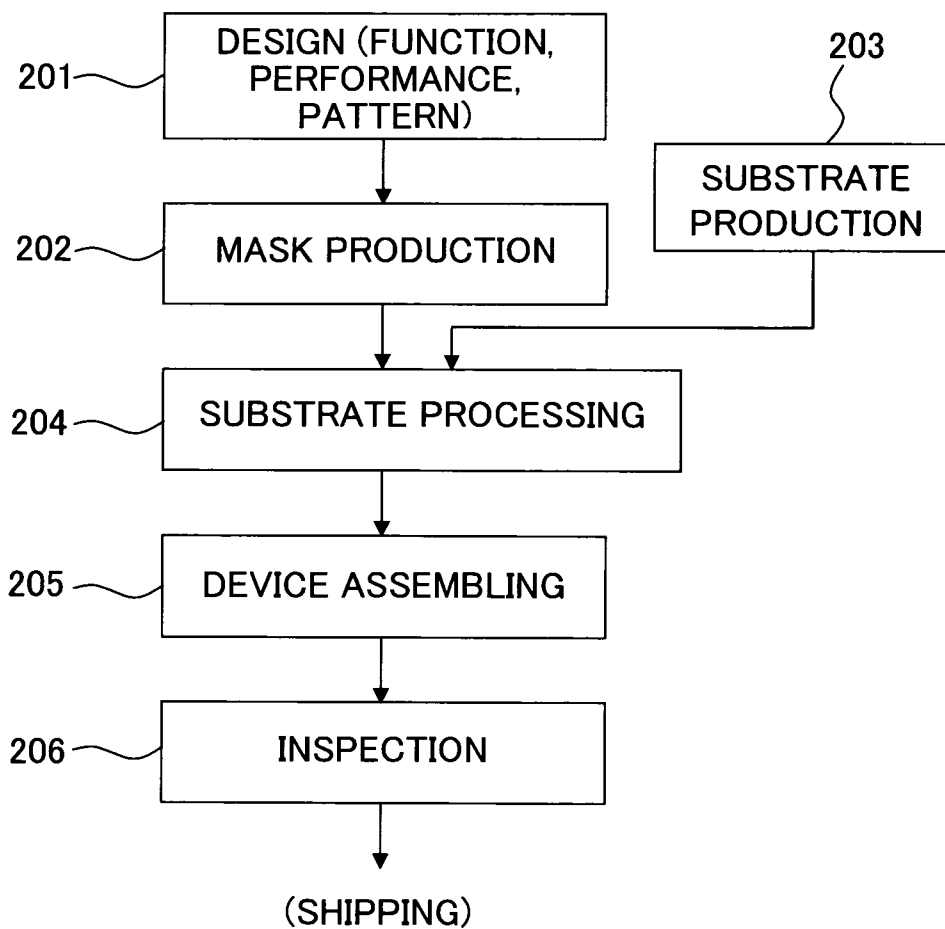 201
DESIGN (FUNCTION,
PERFORMANCE,
PATTERN)
203
SUBSTRATE
PRODUCTION
202
MASK PRODUCTION
204
SUBSTRATE PROCESSING
205
DEVICE ASSEMBLING
206
INSPECTION
(SHIPPING)